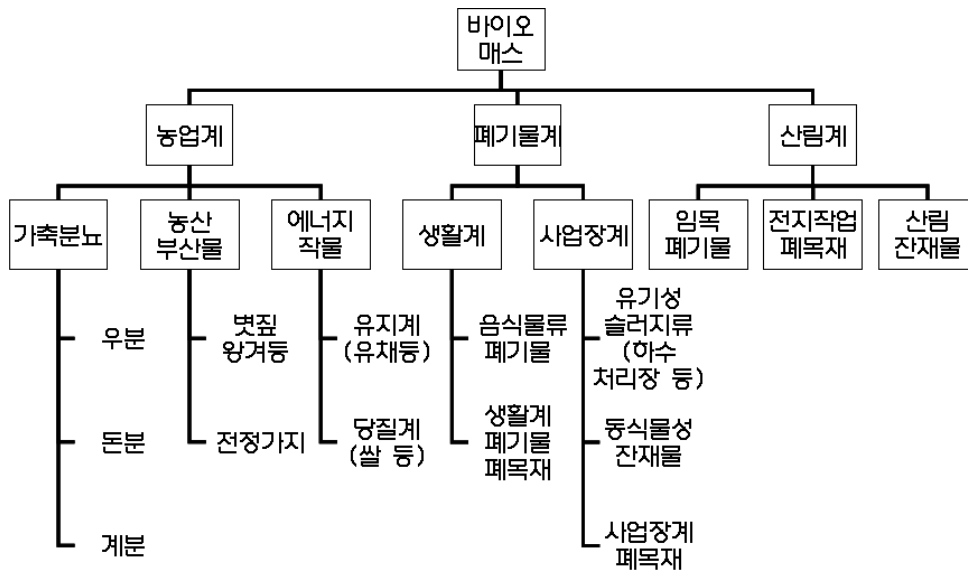 바이오
매스
농업계
폐기물계
산림계
가축분뇨
농산
부산물
에너지
작물
생활계
사업장계
임목
폐기물
전지작업
폐목재
산림
잔재물
우분
돈분
계분
볏짚
왕겨등
전정가지
유지계
(유채등)
당질계
(쌀 등)
음식물류
폐기물
생활계
폐기물
폐목재
유기성
슬러지류
(하수
처리장 등)
동식물성
잔재물
사업장계
폐목재